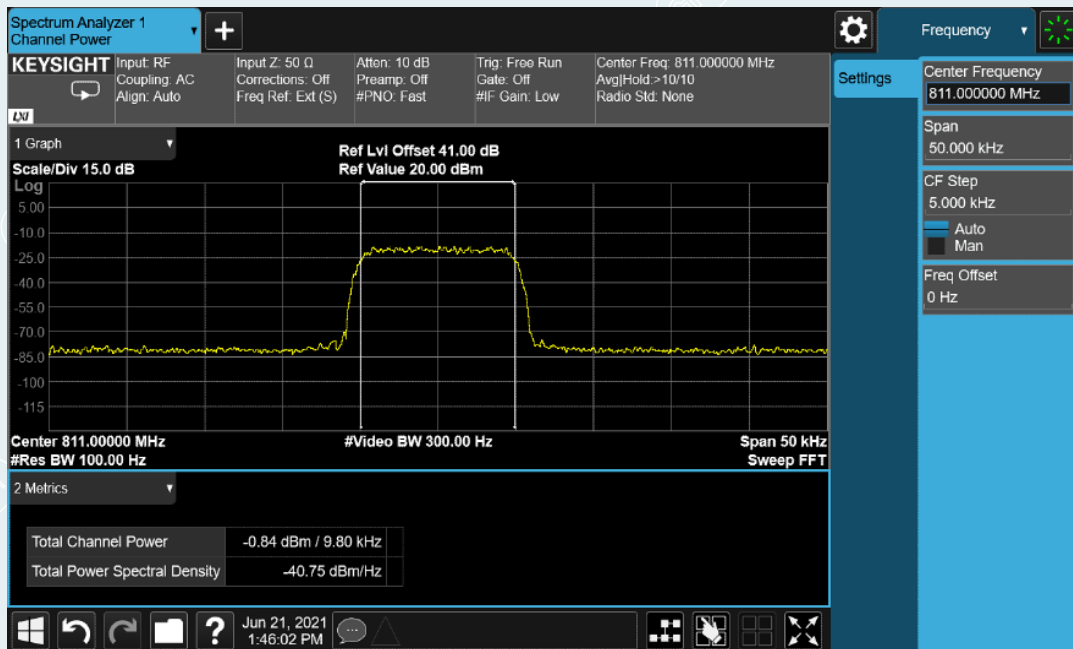 Spectrum Analyzer 1
Channel Power
+
Frequency
KEYSIGHT
LXI
Input: RF
Coupling: AC
Align: Auto
Input Z: 50 Ω
Corrections: Off
Freq Ref: Ext (S)
Atten: 10 dB
Preamp: Off
#PNO: Fast
Trig: Free Run
Gate: Off
#IF Gain: Low
Center Freq: 811.000000 MHz
Avg|Hold:>10/10
Radio Std: None
Settings
Center Frequency
811.000000 MHz
Span
50.000 kHz
CF Step
5.000 kHz
Auto
Man
Freq Offset
0 Hz
1 Graph
Scale/Div 15.0 dB
Ref Lvl Offset 41.00 dB
Ref Value 20.00 dBm
Log
5.00
-10.0
-25.0
-40.0
-55.0
-70.0
-85.0
-100
-115
Center 811.00000 MHz
#Video BW 300.00 Hz
Span 50 kHz
#Res BW 100.00 Hz
Sweep FFT
2 Metrics
Total Channel Power -0.84 dBm / 9.80 kHz
Total Power Spectral Density -40.75 dBm/Hz
?
Jun 21, 2021
1:46:02 PM